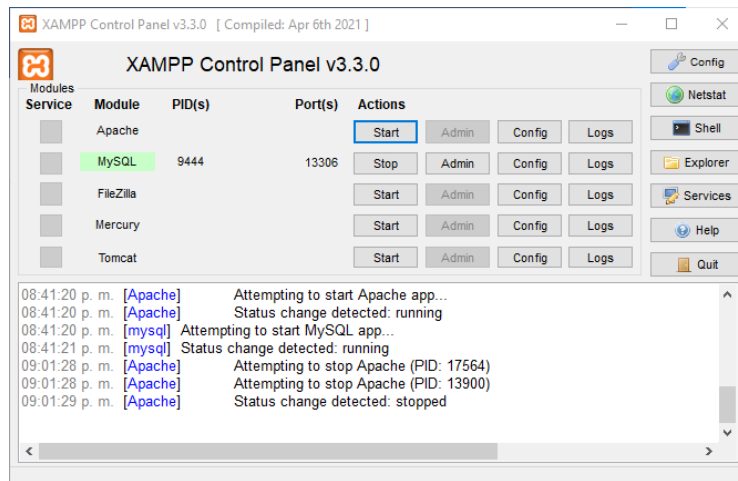 XAMPP Control Panel v3.3.0 [ Compiled: Apr 6th 2021 ]
XAMPP Control Panel v3.3.0
Config
Modules
Service Module PID(s) Port(s) Actions
Netstat
Apache Start Admin Config Logs
Shell
MySQL 9444 13306 Stop Admin Config Logs
Explorer
FileZilla Start Admin Config Logs
Services
Mercury Start Admin Config Logs
Help
Tomcat Start Admin Config Logs
Quit
08:41:20 p. m. [Apache] Attempting to start Apache app...
08:41:20 p. m. [Apache] Status change detected: running
08:41:20 p. m. [mysql] Attempting to start MySQL app...
08:41:21 p. m. [mysql] Status change detected: running
09:01:28 p. m. [Apache] Attempting to stop Apache (PID: 17564)
09:01:28 p. m. [Apache] Attempting to stop Apache (PID: 13900)
09:01:29 p. m. [Apache] Status change detected: stopped